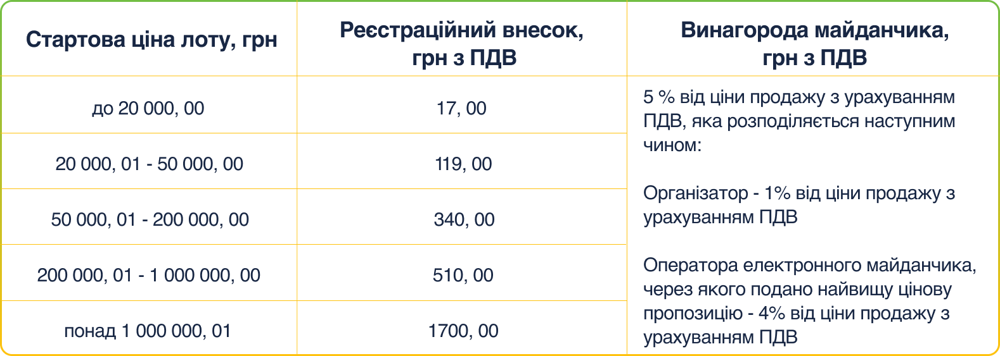 Стартова ціна лоту, грн
Реєстраційний внесок,
грн з ПДВ
Винагорода майданчика,
грн з ПДВ
до 20 000, 00
17, 00
20 000, 01 - 50 000, 00
119, 00
50 000, 01 - 200 000, 00
340, 00
200 000, 01 - 1 000 000, 00
510, 00
понад 1 000 000, 01
1700, 00
5 % від ціни продажу з урахуванням
ПДВ, яка розподіляється наступним
чином:
Організатор - 1% від ціни продажу з
урахуванням ПДВ
Оператора електронного майданчика,
через якого подано найвищу цінову
пропозицію - 4% від ціни продажу з
урахуванням ПДВ